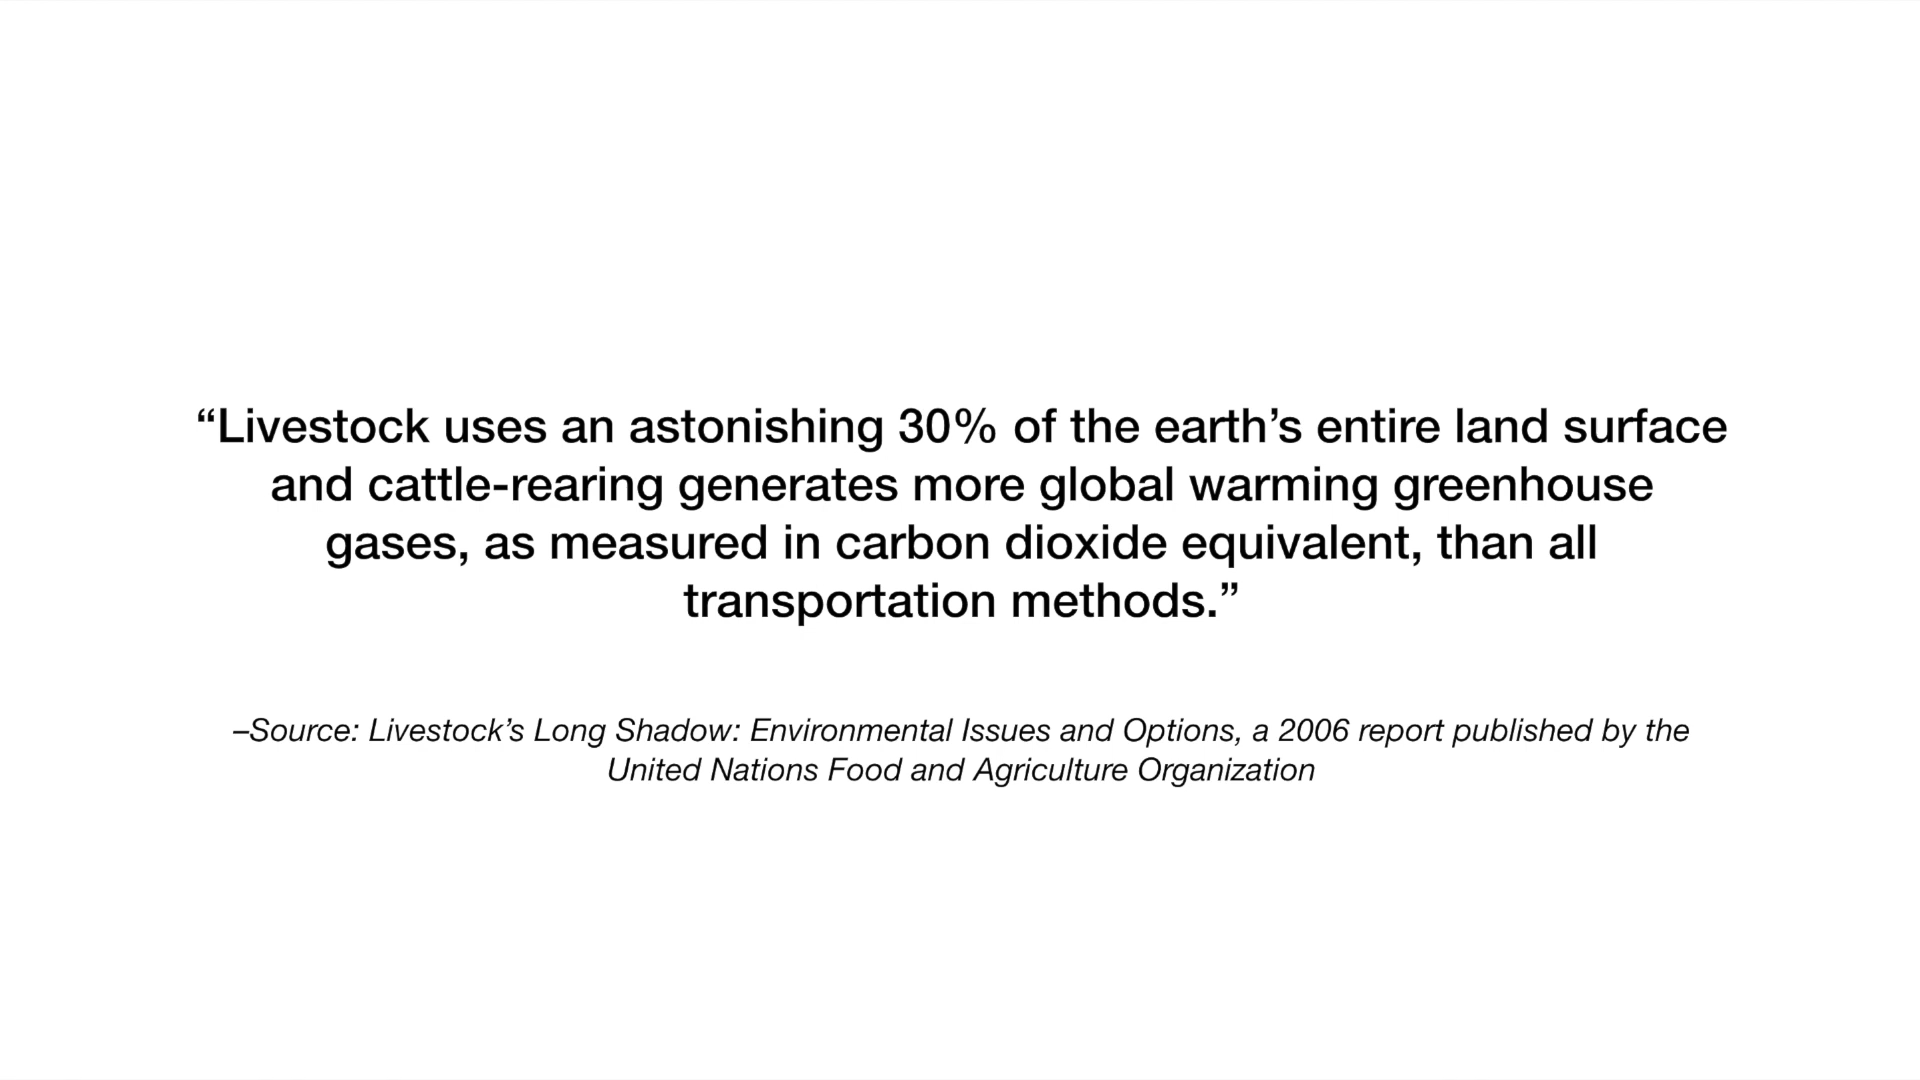 “Livestock uses an astonishing 30% of the earth’s entire land surface
and cattle-rearing generates more global warming greenhouse
gases, as measured in carbon dioxide equivalent, than all
transportation methods.”
–Source: Livestock’s Long Shadow: Environmental Issues and Options, a 2006 report published by the
United Nations Food and Agriculture Organization